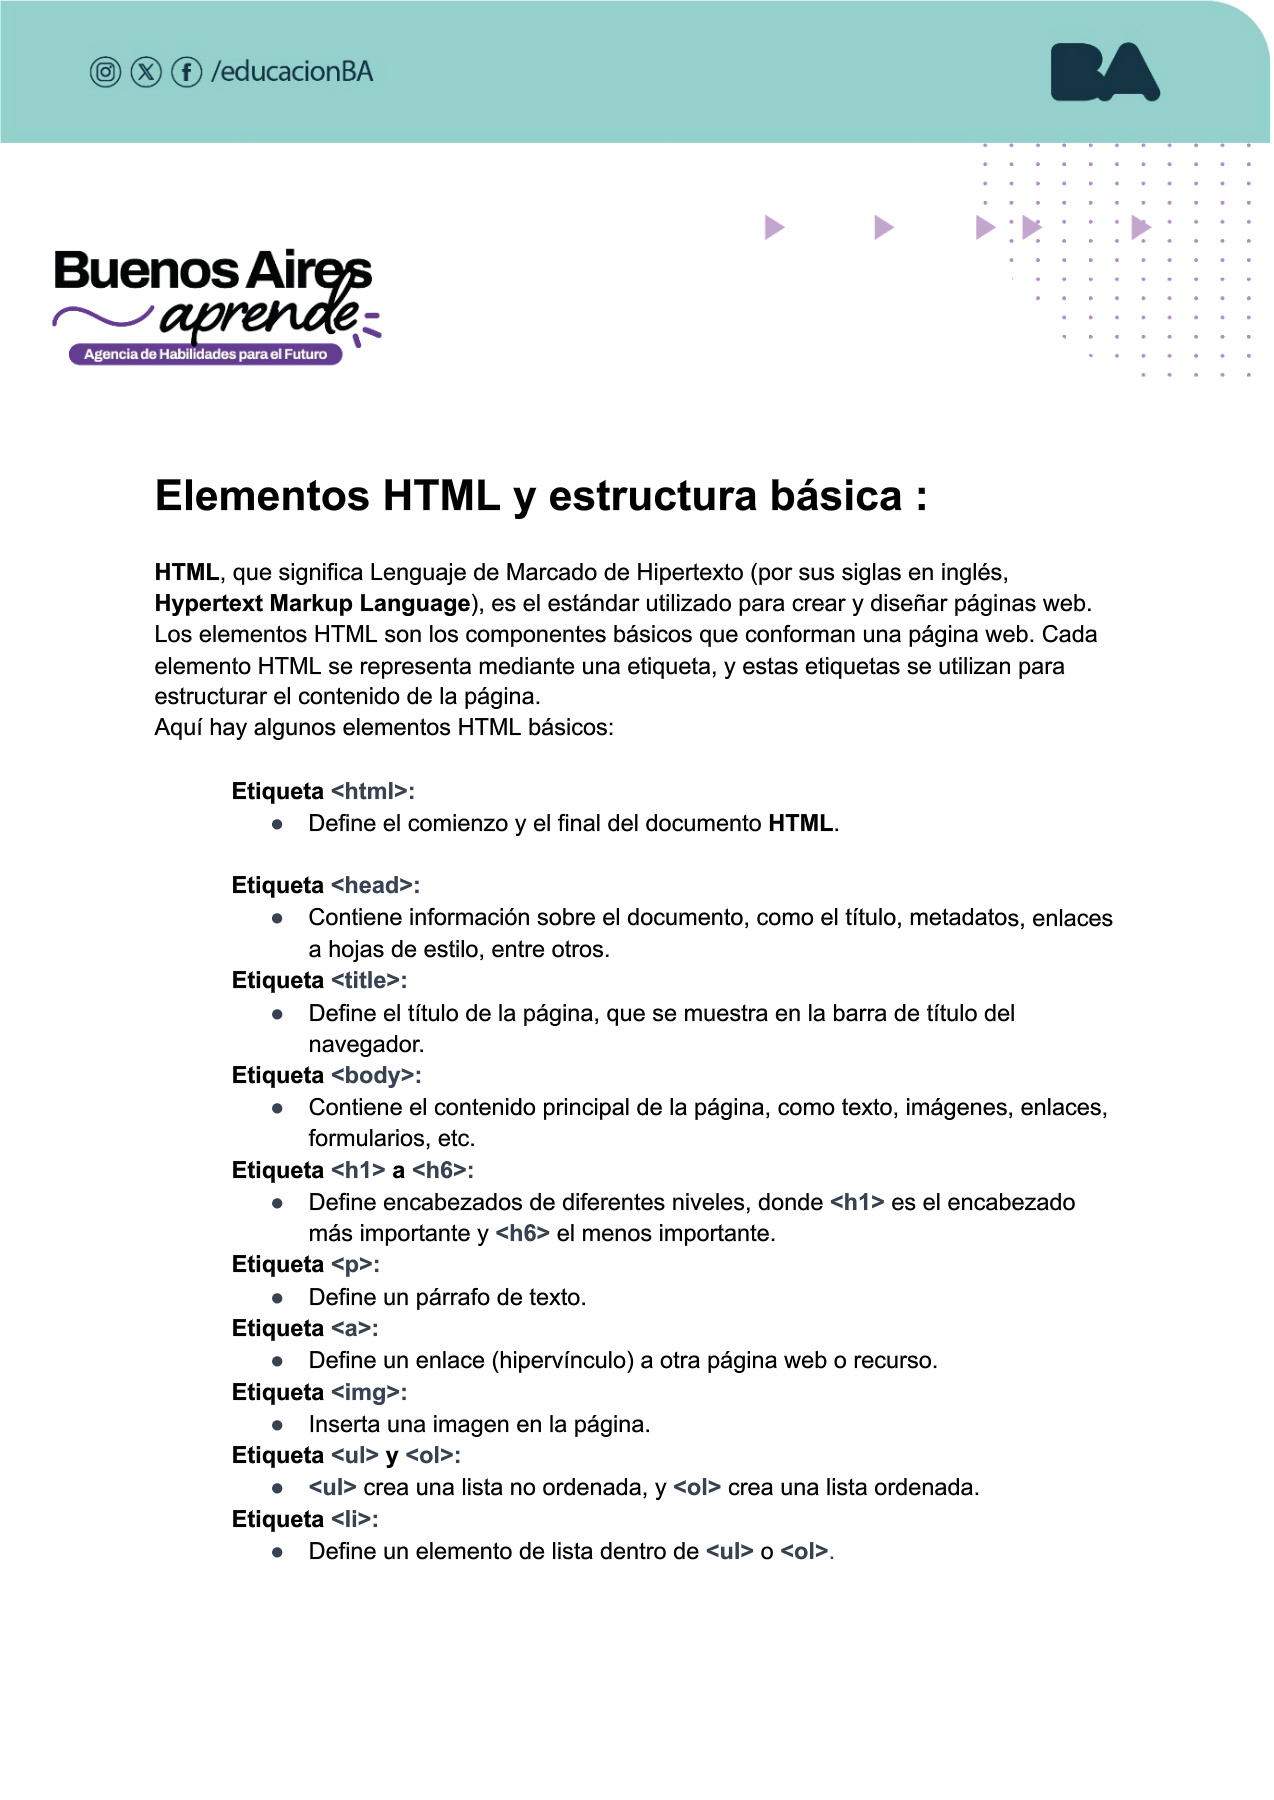 /educacionBA
BA
Buenos Aires
aprende
Agencia de Habilidades para el Futuro
Elementos HTML y estructura básica :
HTML, que significa Lenguaje de Marcado de Hipertexto (por sus siglas en inglés,
Hypertext Markup Language), es el estándar utilizado para crear y diseñar páginas web.
Los elementos HTML son los componentes básicos que conforman una página web. Cada
elemento HTML se representa mediante una etiqueta, y estas etiquetas se utilizan para
estructurar el contenido de la página.
Aquí hay algunos elementos HTML básicos:
Etiqueta <html>:
● Define el comienzo y el final del documento HTML.
Etiqueta <head>:
● Contiene información sobre el documento, como el título, metadatos, enlaces
a hojas de estilo, entre otros.
Etiqueta <title>:
● Define el título de la página, que se muestra en la barra de título del
navegador.
Etiqueta <body>:
● Contiene el contenido principal de la página, como texto, imágenes, enlaces,
formularios, etc.
Etiqueta <h1> a <h6>:
● Define encabezados de diferentes niveles, donde <h1> es el encabezado
más importante y <h6> el menos importante.
Etiqueta <p>:
● Define un párrafo de texto.
Etiqueta <a>:
● Define un enlace (hipervínculo) a otra página web o recurso.
Etiqueta <img>:
● Inserta una imagen en la página.
Etiqueta <ul> y <ol>:
● <ul> crea una lista no ordenada, y <ol> crea una lista ordenada.
Etiqueta <li>:
● Define un elemento de lista dentro de <ul> o <ol>.